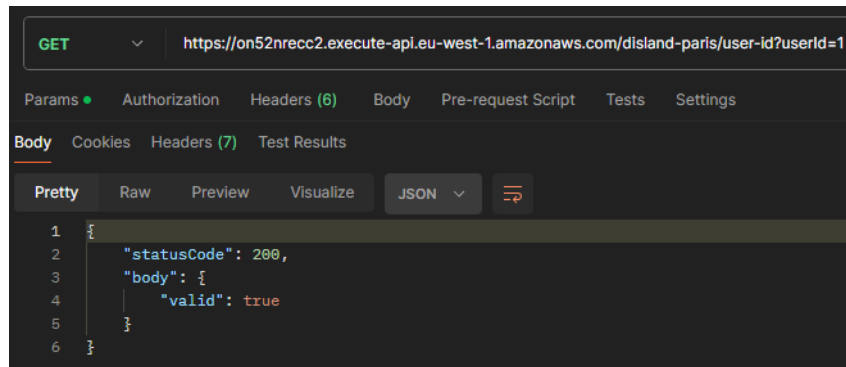 GET https://on52nrecc2.execute-api.eu-west-1.amazonaws.com/disland-paris/user-id?userId=1
Params Authorization Headers (6) Body Pre-request Script Tests Settings
Body Cookies Headers (7) Test Results
Pretty Raw Preview Visualize JSON
1 {
2 "statusCode": 200,
3 "body": {
4 "valid": true
5 }
6 }